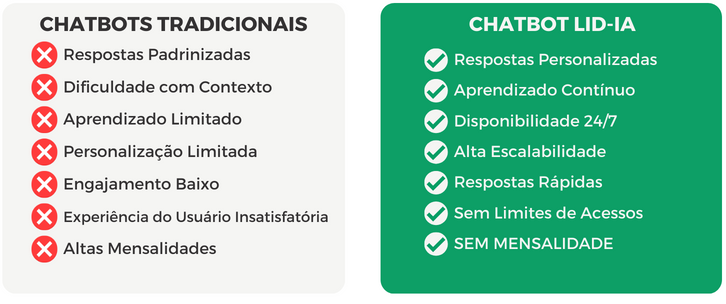 CHATBOTS TRADICIONAIS
Respostas Padrinizadas
Dificuldade com Contexto
Aprendizado Limitado
Personalização Limitada
Engajamento Baixo
Experiência do Usuário Insatisfatória
Altas Mensalidades
CHATBOT LID-IA
Respostas Personalizadas
Aprendizado Contínuo
Disponibilidade 24/7
Alta Escalabilidade
Respostas Rápidas
Sem Limites de Acessos
SEM MENSALIDADE